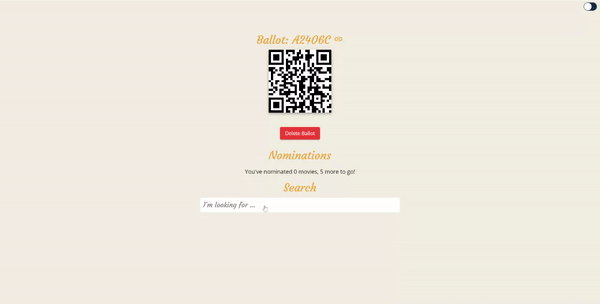 Ballot: A2406C
Delete Ballot
Nominations
You've nominated 0 movies, 5 more to go!
Search
I'm looking for ...